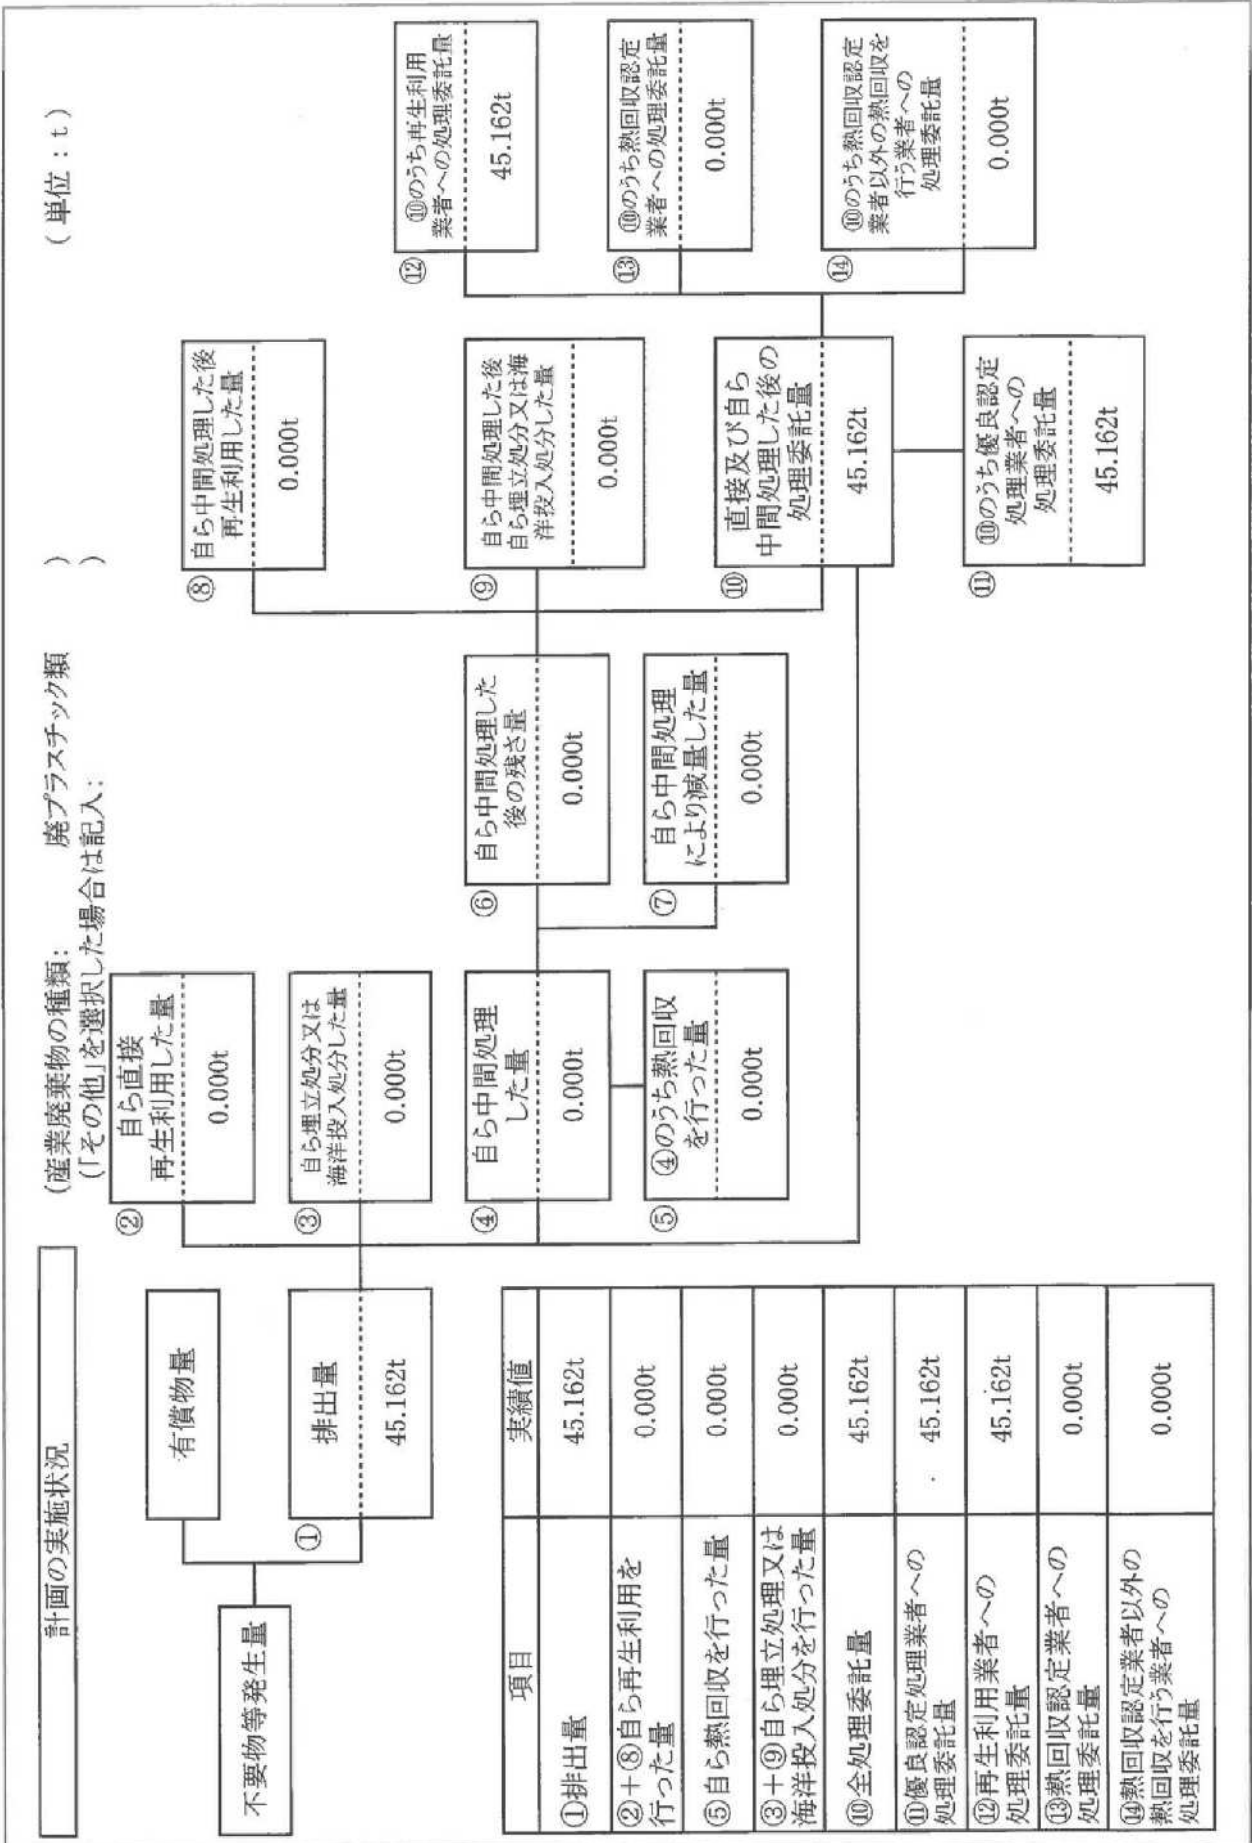 計画の実施状況
(産業廃棄物の種類: 廃プラスチック類 )
(「その他」を選択した場合は記入: )
(単位:t)
不要物等発生量
有償物量
①
排出量
45.162t
②
自ら直接
再生利用した量
0.000t
③
自ら埋立処分又は
海洋投入処分した量
0.000t
④
自ら中間処理
した量
0.000t
⑤
④のうち熱回収
を行った量
0.000t
⑥
自ら中間処理した
後の残さ量
0.000t
⑦
自ら中間処理
により減量した量
0.000t
⑧
自ら中間処理した後
再生利用した量
0.000t
⑨
自ら中間処理した後
自ら埋立処分又は海
洋投入処分した量
0.000t
⑩
直接及び自ら
中間処理した後の
処理委託量
45.162t
⑪
⑩のうち優良認定
処理業者への
処理委託量
45.162t
⑫
⑩のうち再生利用
業者への処理委託量
45.162t
⑬
⑩のうち熱回収認定
業者への処理委託量
0.000t
⑭
⑩のうち熱回収認定
業者以外の熱回収を
行う業者への
処理委託量
0.000t
項目 実績値
①排出量 45.162t
②+⑧自ら再生利用を
行った量 0.000t
⑤自ら熱回収を行った量 0.000t
③+⑨自ら埋立処理又は
海洋投入処分を行った量 0.000t
⑩全処理委託量 45.162t
⑪優良認定処理業者への
処理委託量 45.162t
⑫再生利用業者への
処理委託量 45.162t
⑬熱回収認定業者への
処理委託量 0.000t
⑭熱回収認定業者以外の
熱回収を行う業者への
処理委託量 0.000t